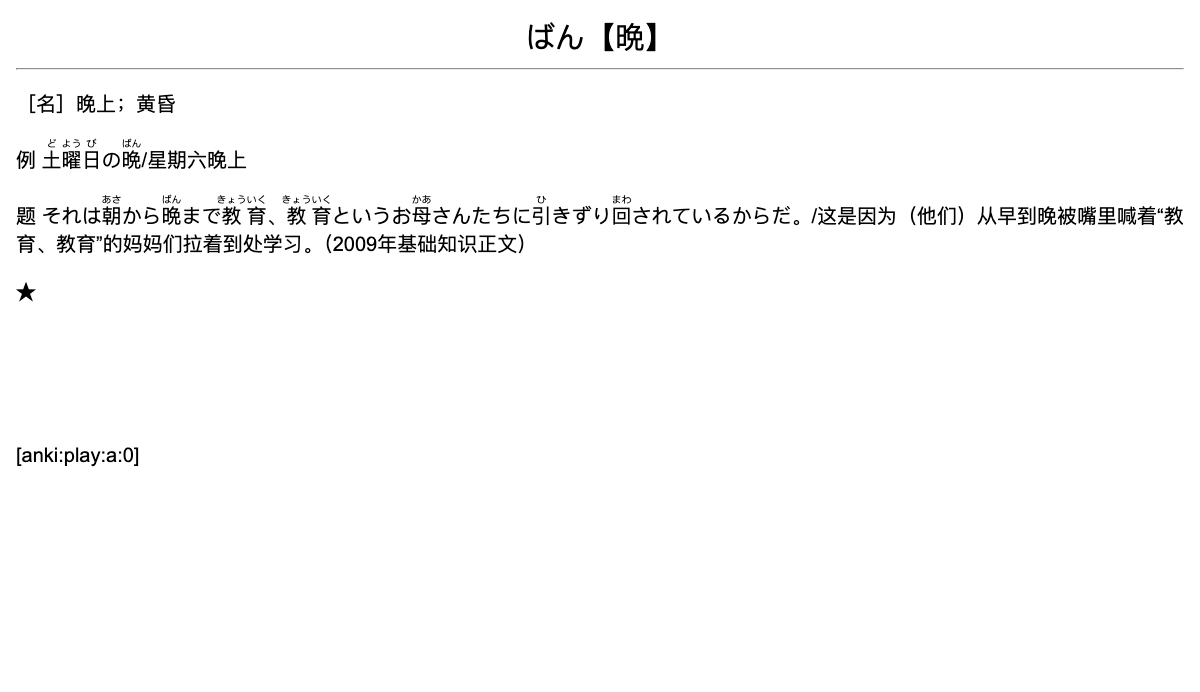 ばん【晩】
［名］晚上；黄昏
ど よう び ばん
例 土曜日の晩/星期六晚上
あさ ばん きょういく きょういく かあ ひ まわ
题 それは朝から晩まで教育、教育というお母さんたちに引きずり回されているからだ。/这是因为（他们）从早到晚被嘴里喊着“教
育、教育”的妈妈们拉着到处学习。（2009年基础知识正文）
★
[anki:play:a:0]